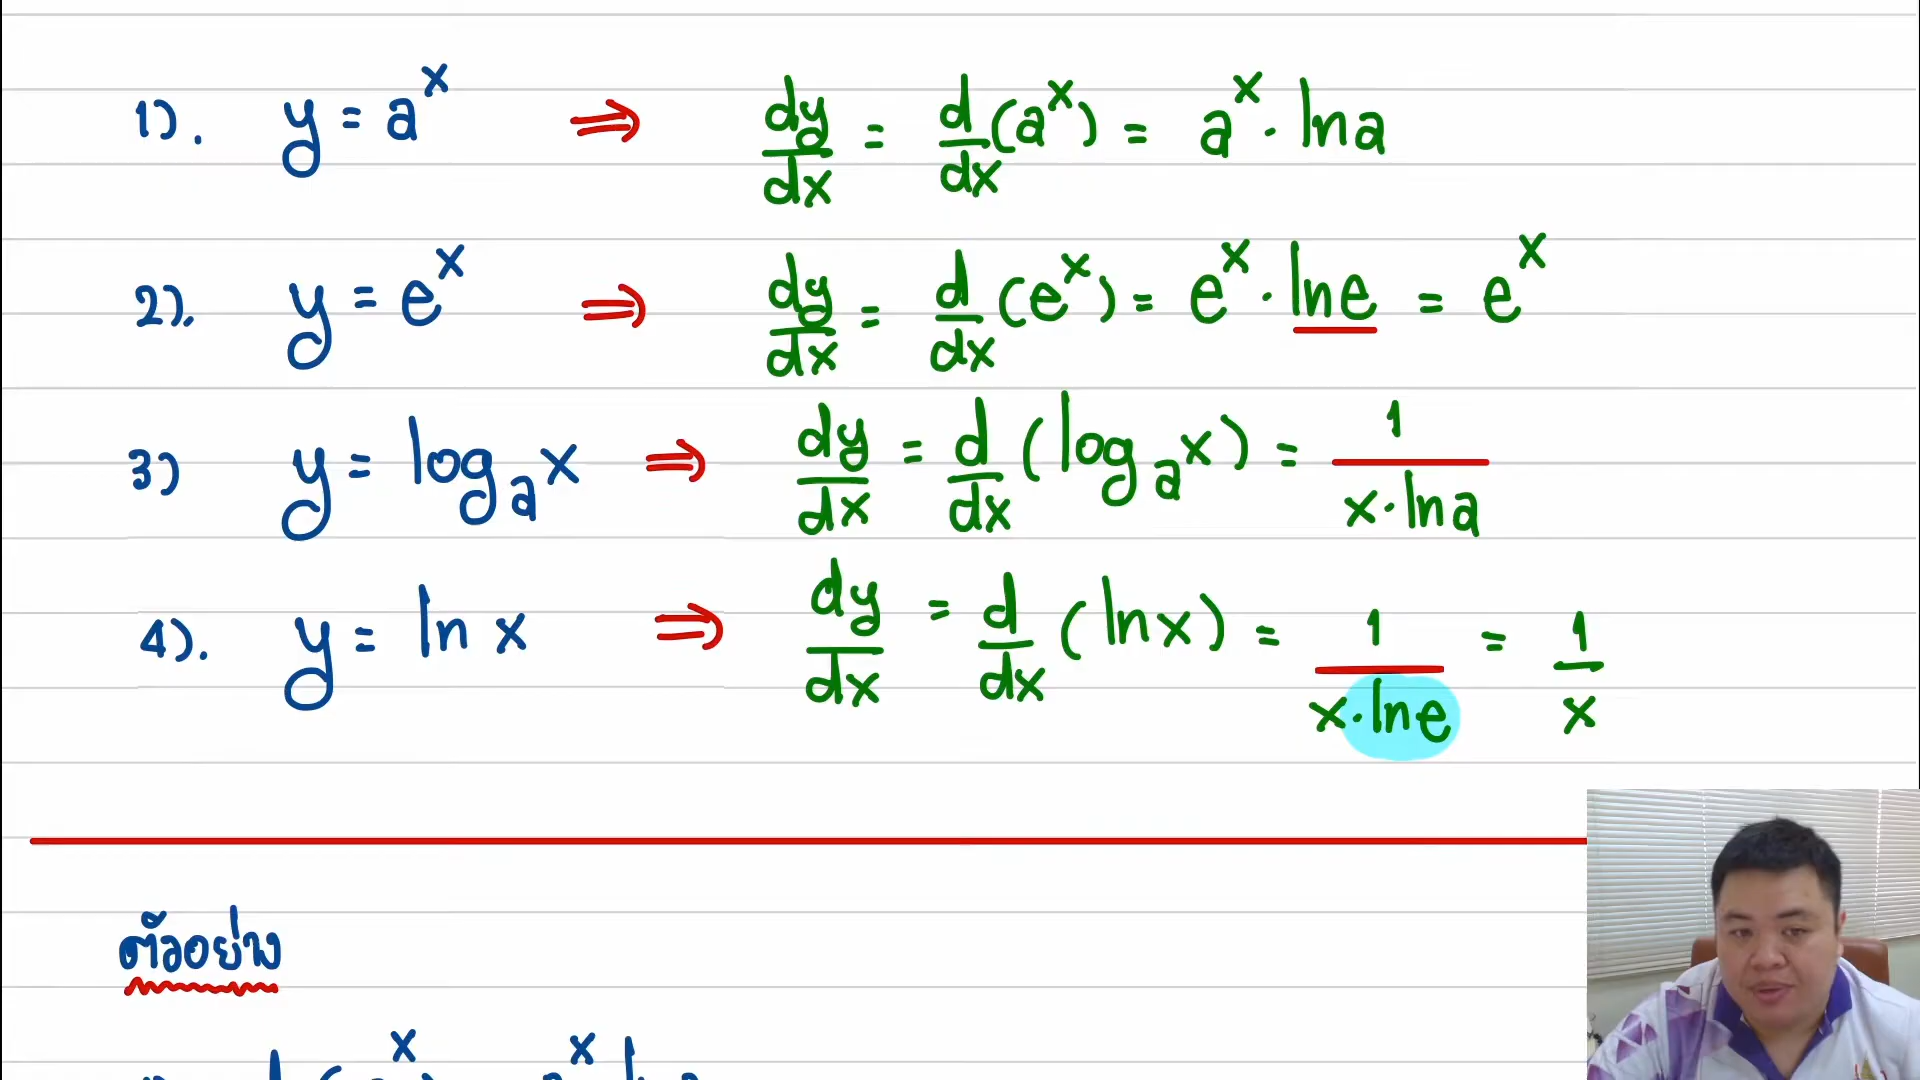 1). y = a^x ⇒ dy/dx = d/dx (a^x) = a^x · ln a
2). y = e^x ⇒ dy/dx = d/dx (e^x) = e^x · ln e = e^x
3) y = log_a x ⇒ dy/dx = d/dx (log_a x) = 1/(x · ln a)
4). y = ln x ⇒ dy/dx = d/dx (ln x) = 1/(x · ln e) = 1/x
ตัวอย่าง